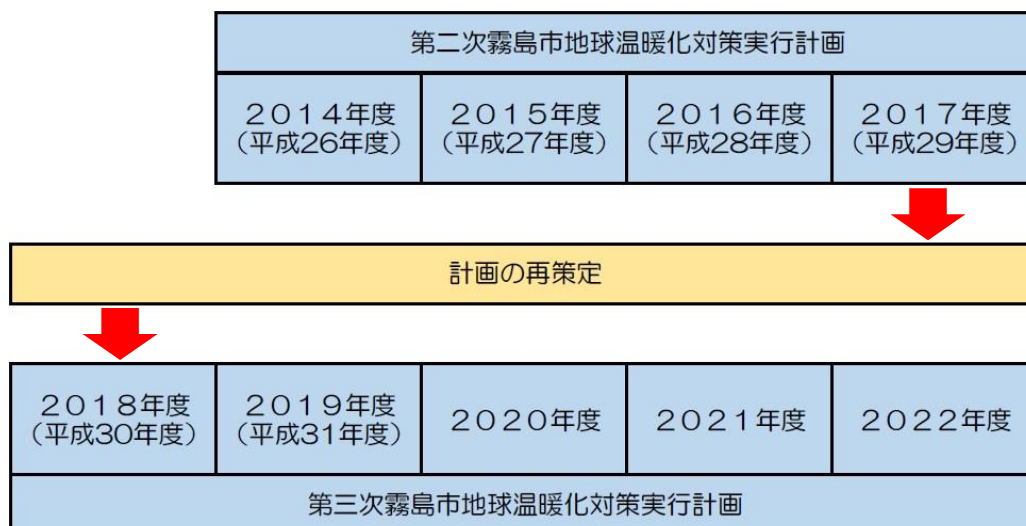 第二次霧島市地球温暖化対策実行計画
２０１４年度
（平成26年度）
２０１５年度
（平成27年度）
２０１６年度
（平成28年度）
２０１７年度
（平成29年度）
計画の再策定
２０１８年度
（平成30年度）
２０１９年度
（平成31年度）
２０２０年度
２０２１年度
２０２２年度
第三次霧島市地球温暖化対策実行計画